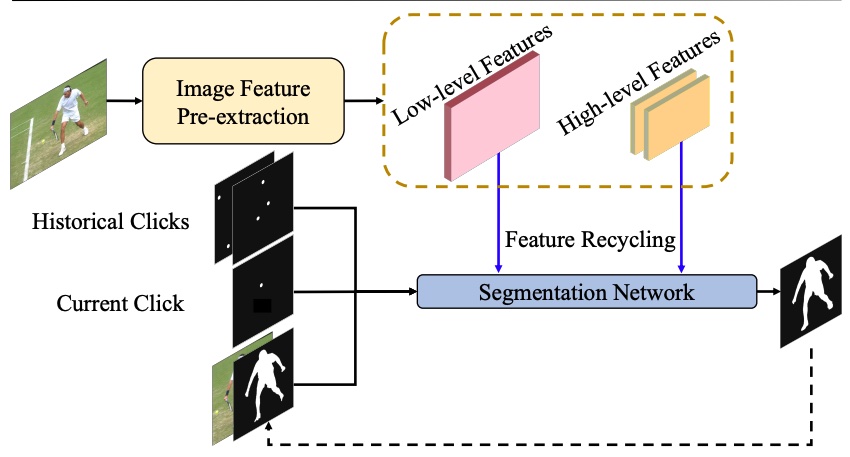 Image Feature
Pre-extraction
Low-level Features
High-level Features
Historical Clicks
Feature Recycling
Current Click
Segmentation Network